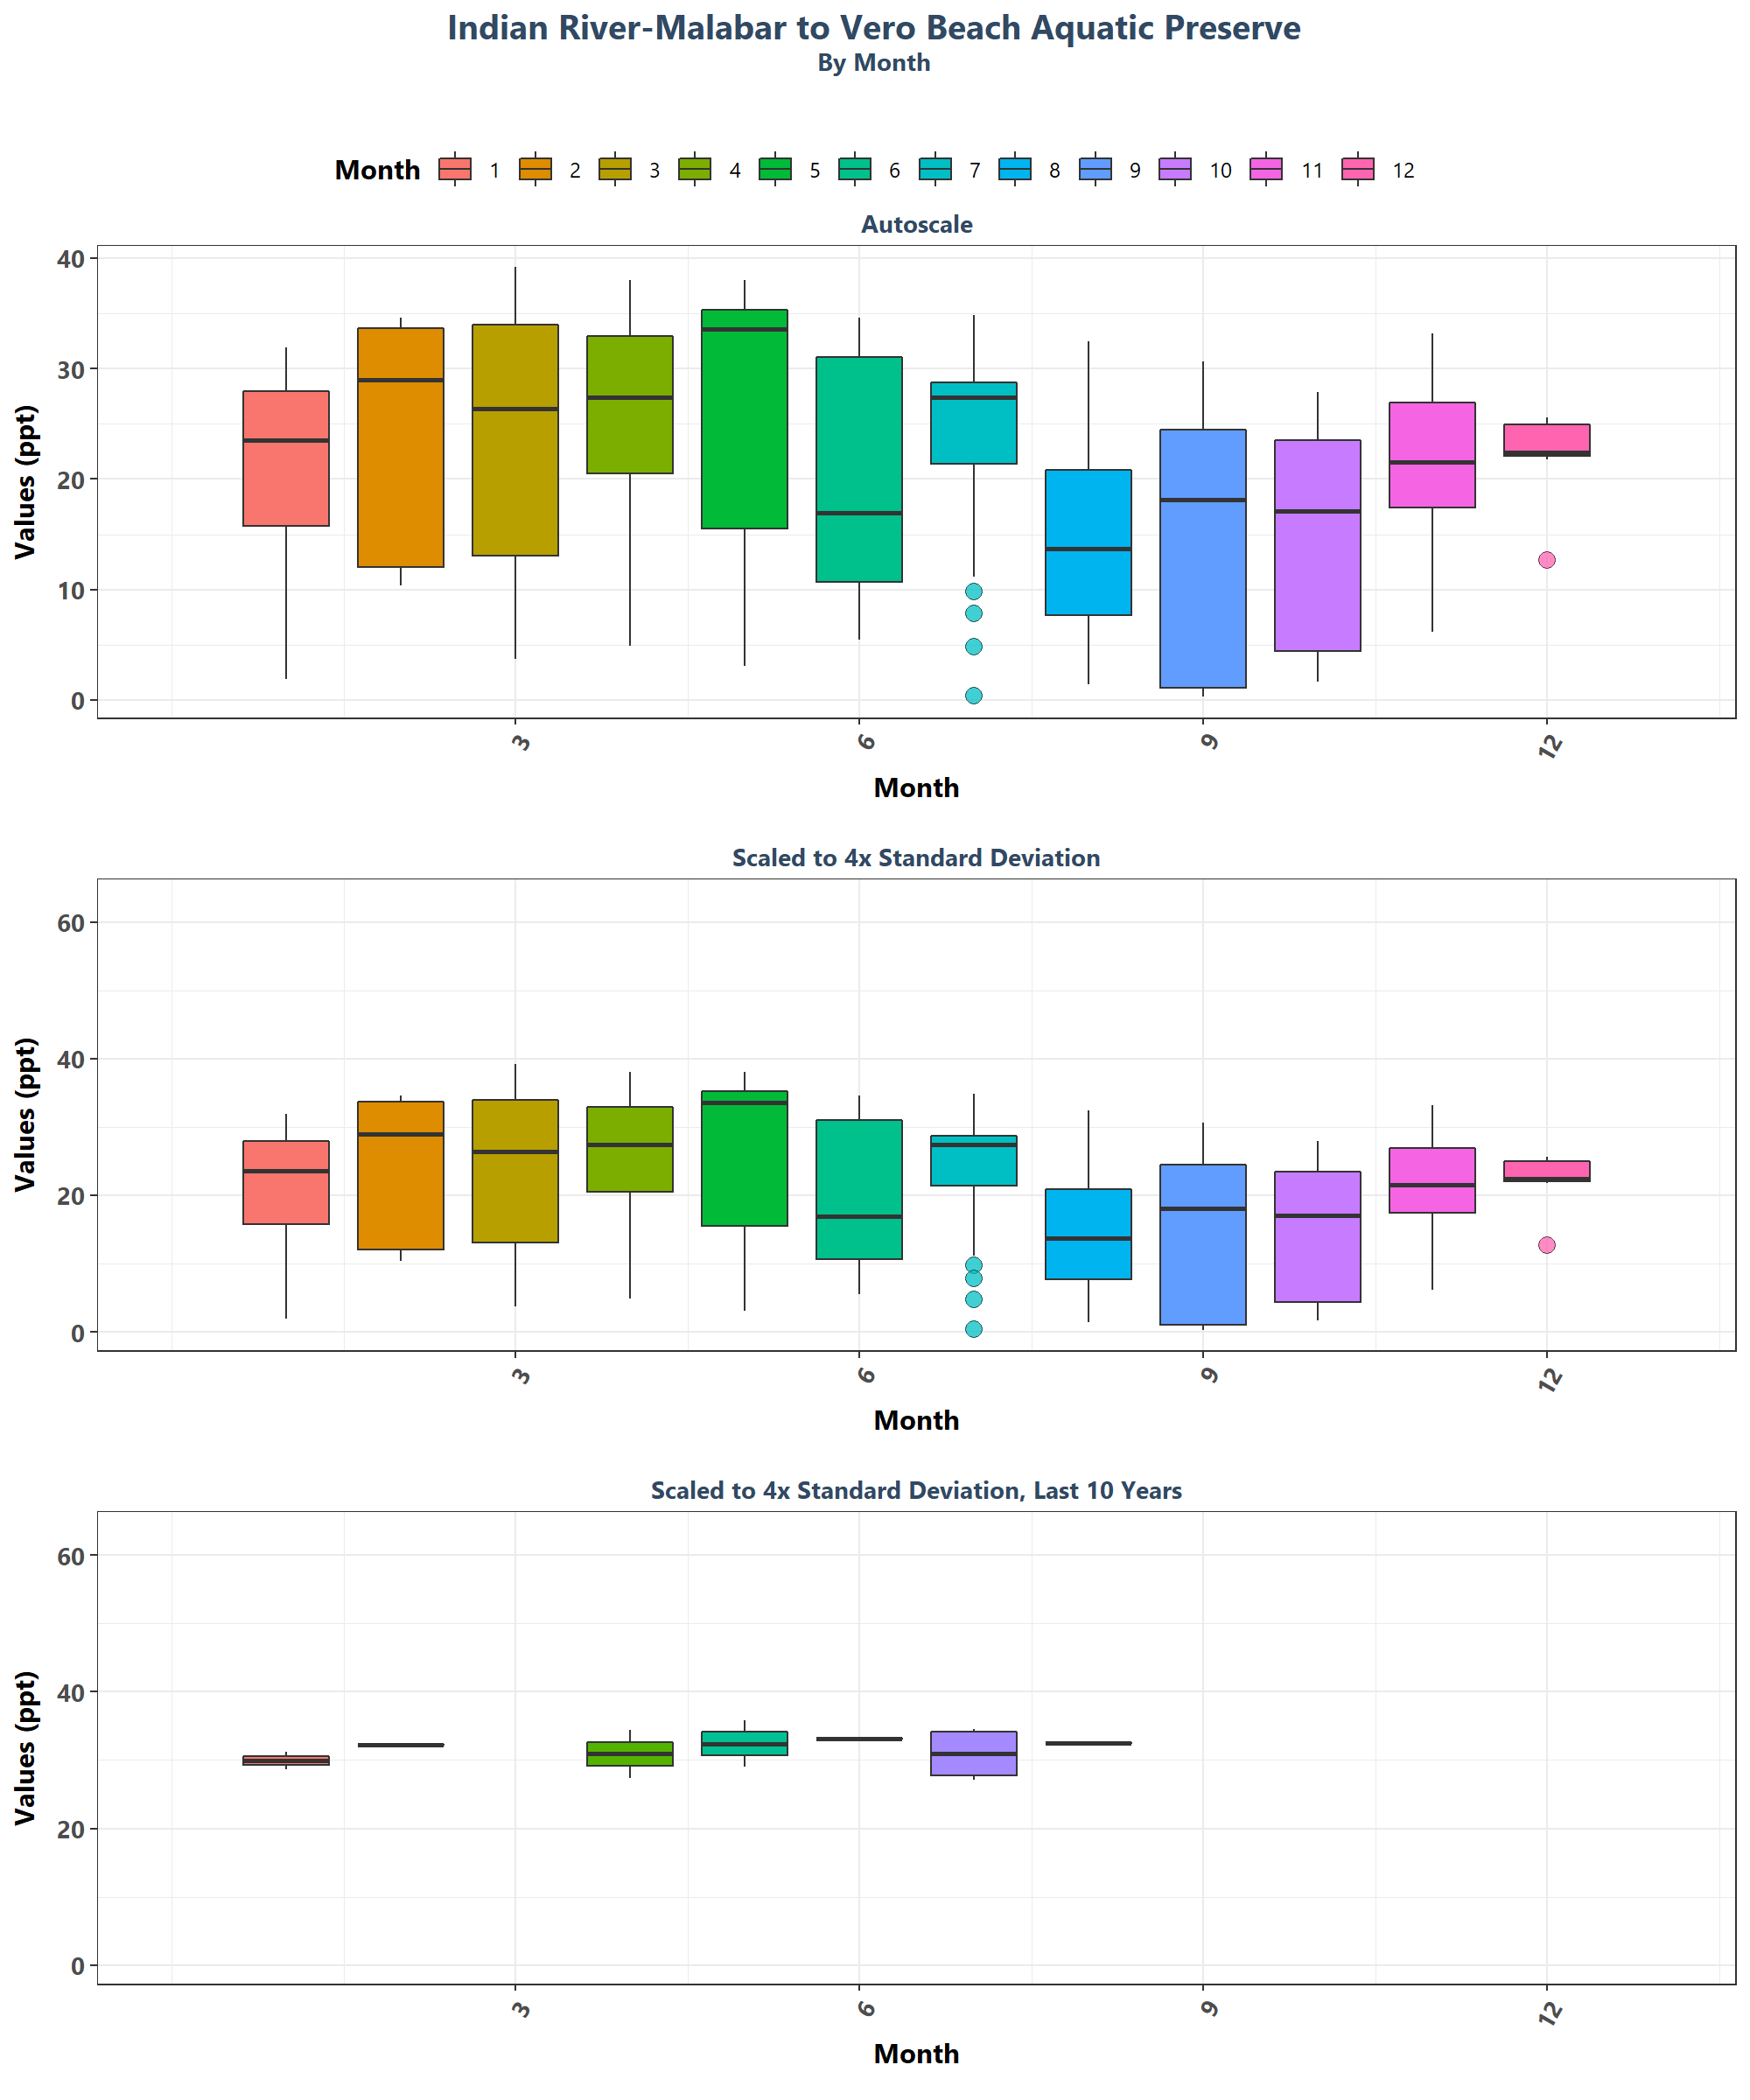 Indian River-Malabar to Vero Beach Aquatic Preserve
By Month
Month 1 2 3 4 5 6 7 8 9 10 11 12
Autoscale
Values (ppt)
40
30
20
10
0
3 6 9 12
Month
Scaled to 4x Standard Deviation
Values (ppt)
60
40
20
0
3 6 9 12
Month
Scaled to 4x Standard Deviation, Last 10 Years
Values (ppt)
60
40
20
0
3 6 9 12
Month